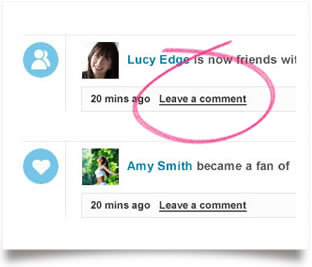 Lucy Edge is now friends wit
20 mins ago Leave a comment
Amy Smith became a fan of
20 mins ago Leave a comment